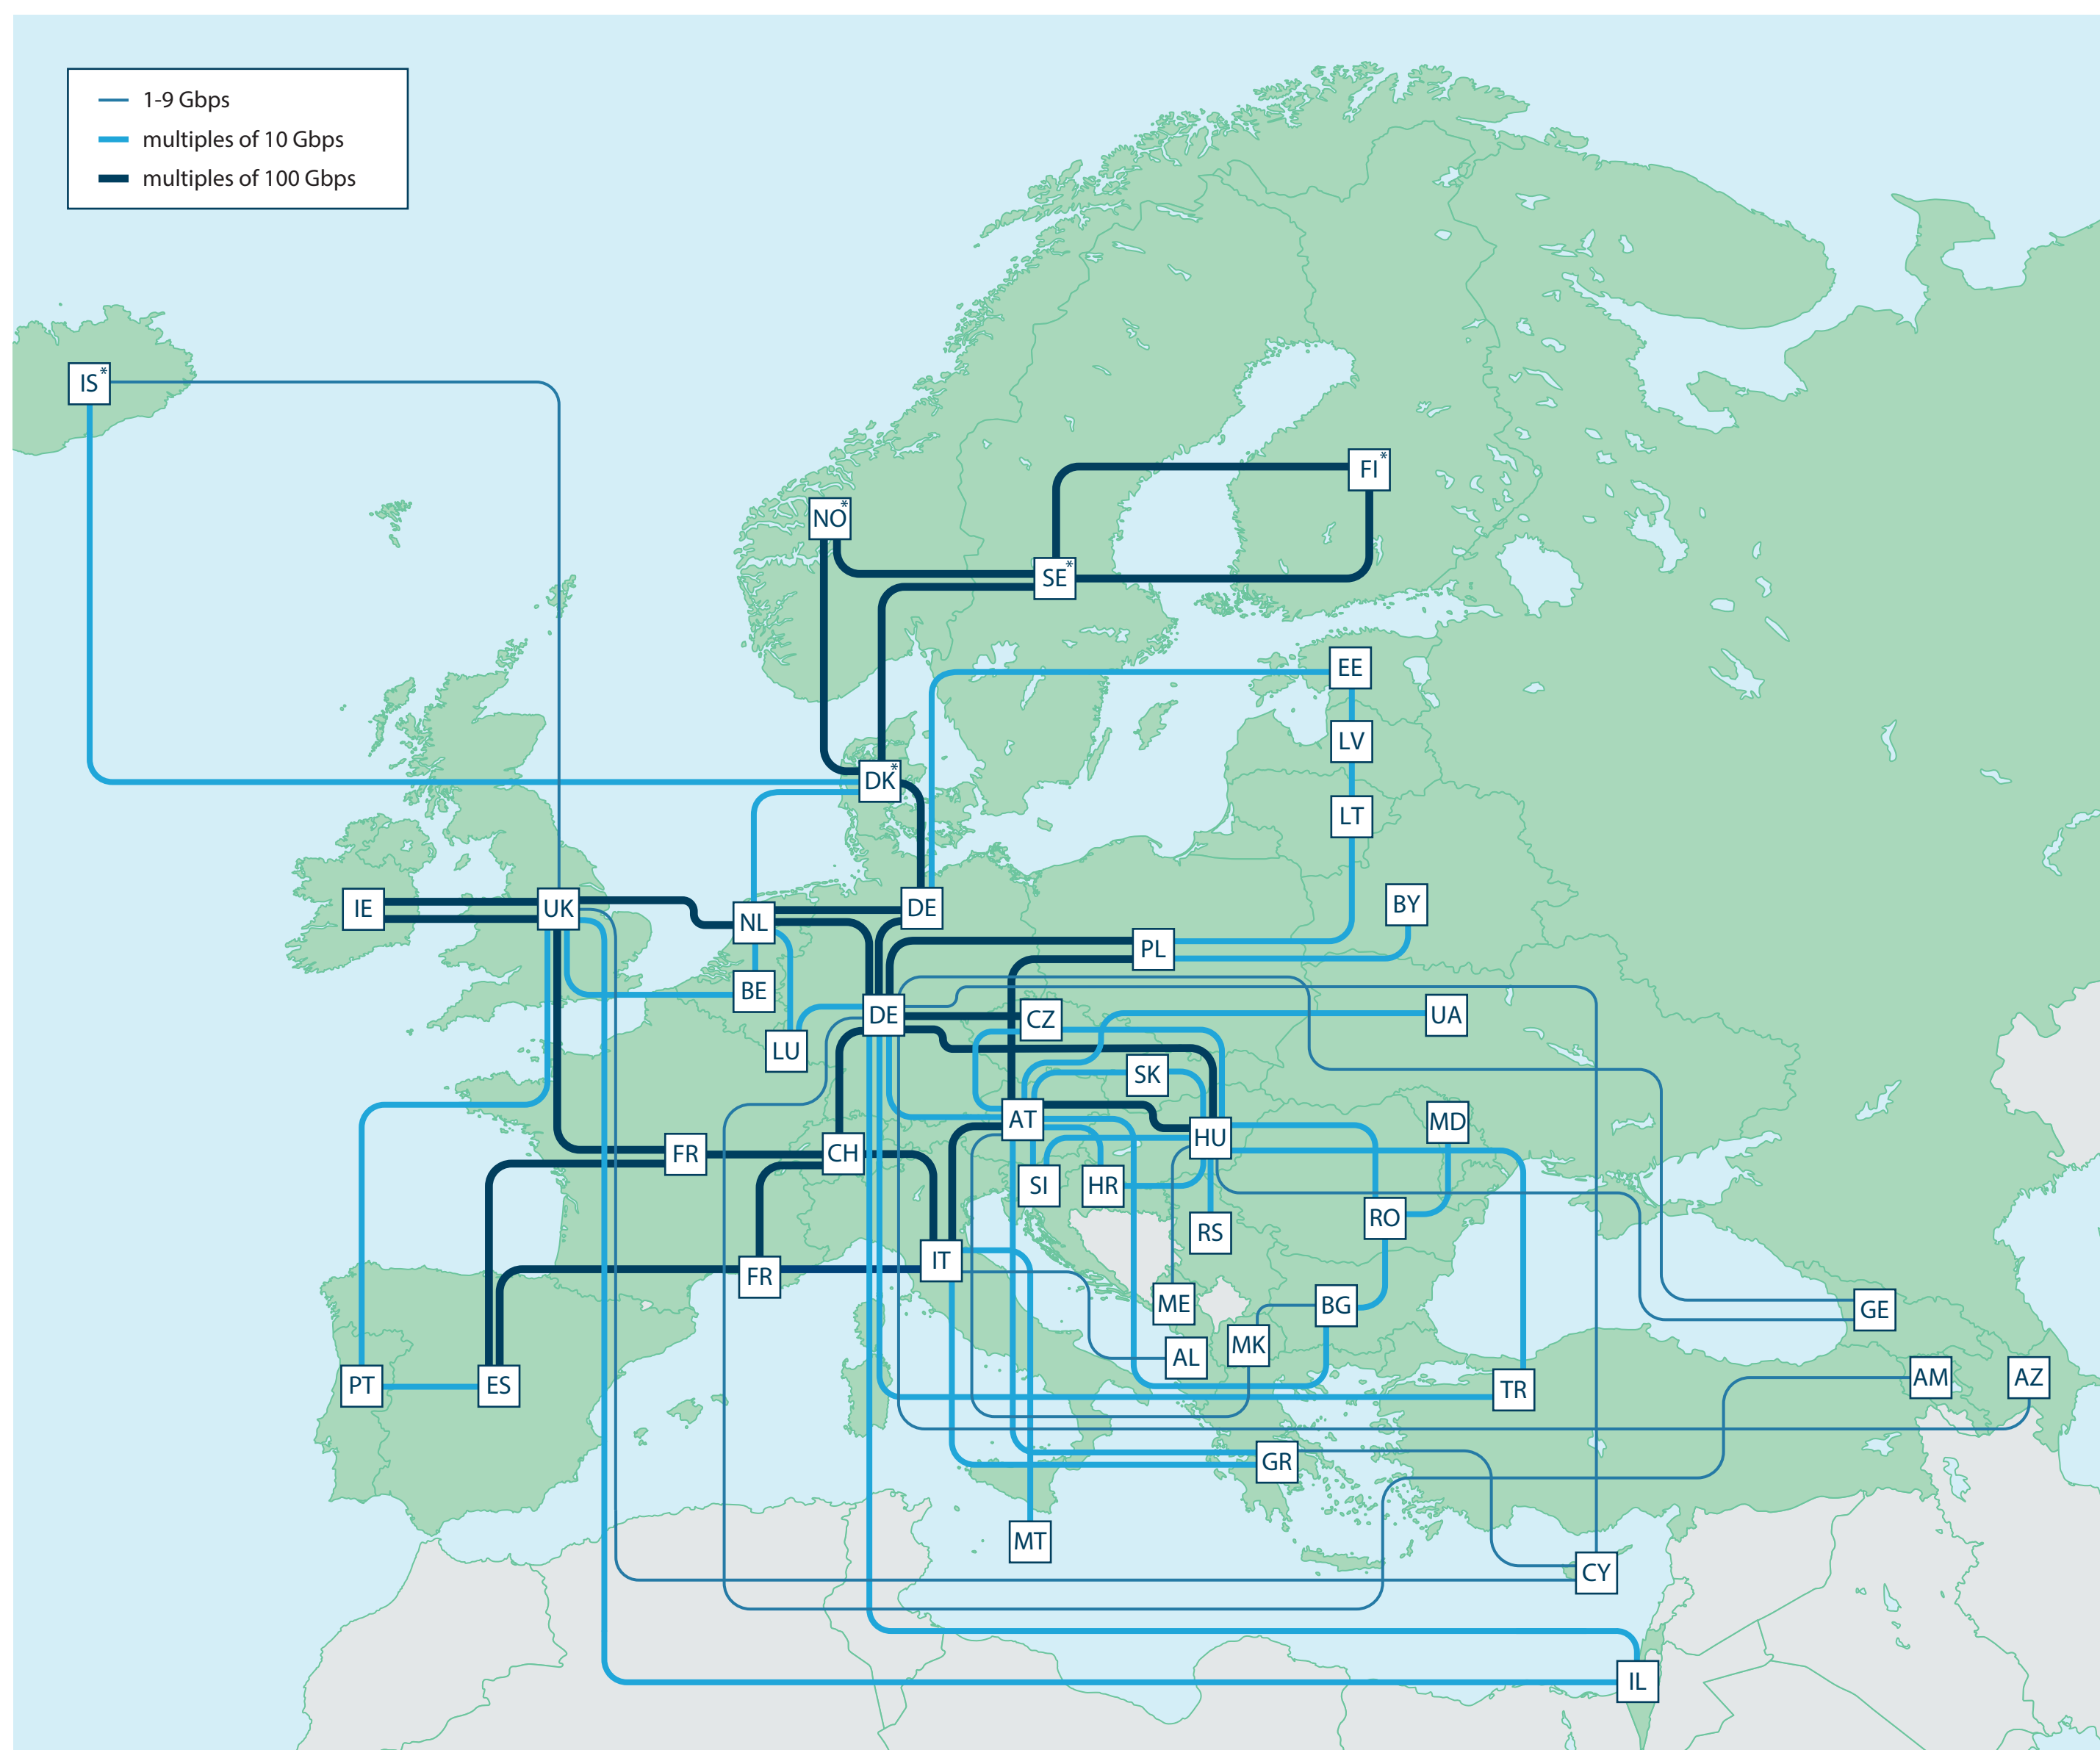 1-9 Gbps
multiples of 10 Gbps
multiples of 100 Gbps
IS*
FI*
NO*
SE*
EE
LV
DK*
LT
IE
UK
NL
DE
BY
PL
BE
DE
CZ
UA
LU
SK
AT
MD
HU
FR
CH
SI
HR
RO
RS
IT
FR
ME
BG
GE
MK
AL
PT
ES
TR
AM
AZ
GR
MT
CY
IL